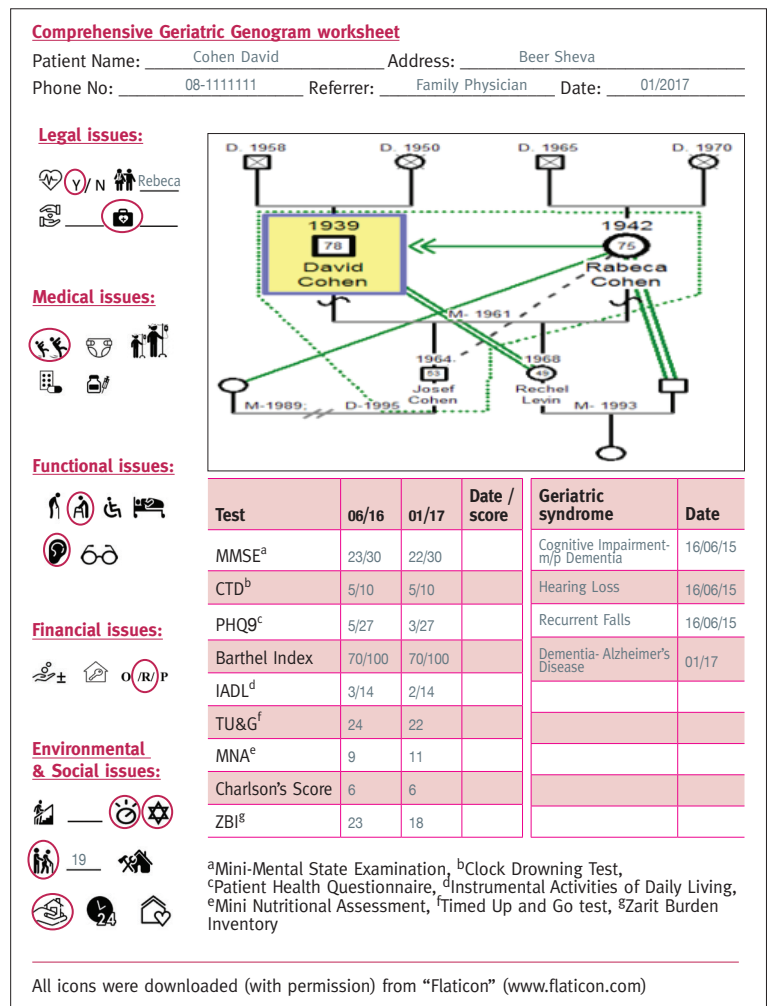 Comprehensive Geriatric Genogram worksheet
Patient Name: Cohen David Address: Beer Sheva
Phone No: 08-1111111 Referrer: Family Physician Date: 01/2017
Legal issues:
Y/ N Rebeca
Medical issues:
Functional issues:
Financial issues:
± O /R/ P
Environmental
& Social issues:
19
24
D. 1958 D. 1950 D. 1965 D. 1970
1939 1942
78 75
David Rabeca
Cohen Cohen
M- 1961
1964. 1968
53 49
Josef Rechel
Cohen Levin
M-1989; D-1995 M- 1993
Test 06/16 01/17 Date / score
MMSEa 23/30 22/30
CTDb 5/10 5/10
PHQ9c 5/27 3/27
Barthel Index 70/100 70/100
IADLd 3/14 2/14
TU&Gf 24 22
MNAe 9 11
Charlson's Score 6 6
ZBIg 23 18
Geriatric syndrome Date
Cognitive Impairment- m/p Dementia 16/06/15
Hearing Loss 16/06/15
Recurrent Falls 16/06/15
Dementia- Alzheimer's Disease 01/17
aMini-Mental State Examination, bClock Drowning Test,
cPatient Health Questionnaire, dInstrumental Activities of Daily Living,
eMini Nutritional Assessment, fTimed Up and Go test, gZarit Burden
Inventory
All icons were downloaded (with permission) from “Flaticon” (www.flaticon.com)